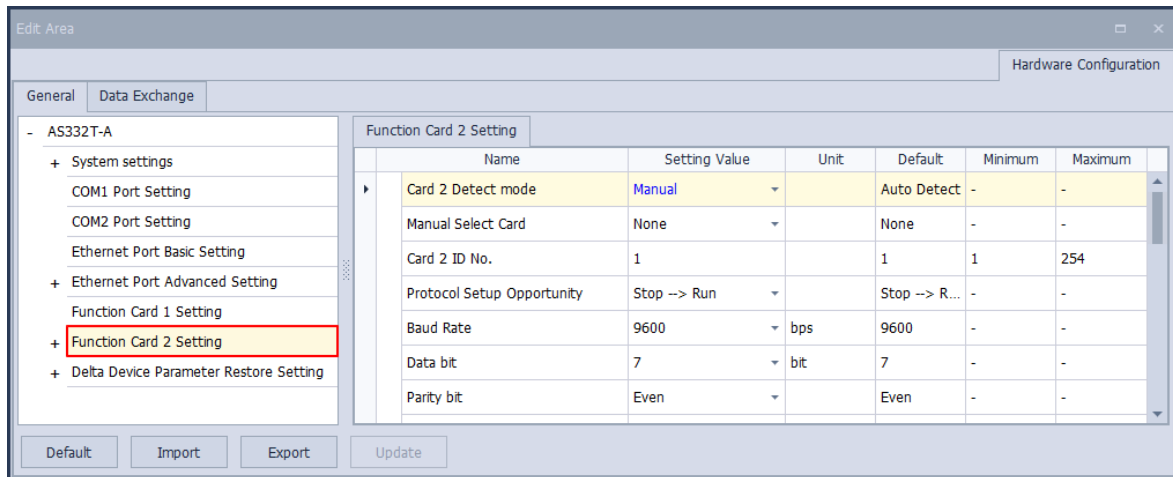 Edit Area
Hardware Configuration
General Data Exchange
- AS332T-A
+ System settings
COM1 Port Setting
COM2 Port Setting
Ethernet Port Basic Setting
+ Ethernet Port Advanced Setting
Function Card 1 Setting
+ Function Card 2 Setting
+ Delta Device Parameter Restore Setting
Function Card 2 Setting
Name Setting Value Unit Default Minimum Maximum
Card 2 Detect mode Manual Auto Detect - -
Manual Select Card None None - -
Card 2 ID No. 1 1 1 254
Protocol Setup Opportunity Stop --> Run Stop --> R... - -
Baud Rate 9600 bps 9600 - -
Data bit 7 bit 7 - -
Parity bit Even Even - -
Default Import Export Update